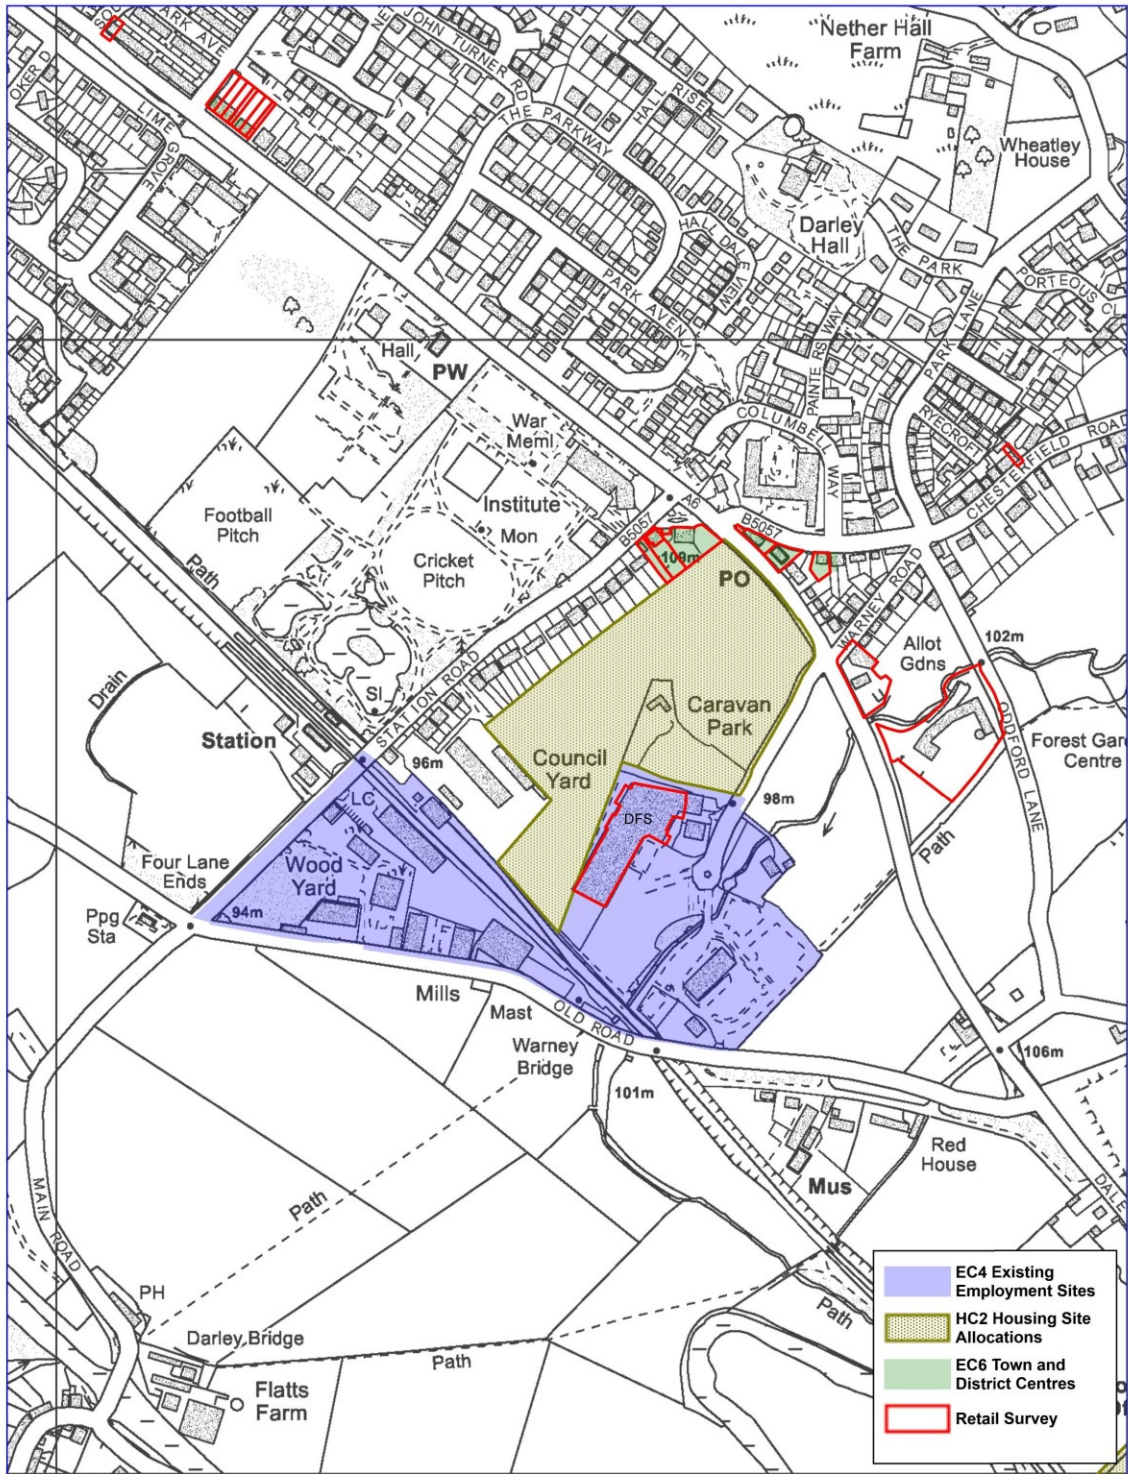 PARK AVE
JOHN TURNER RD
Nether Hall
Farm
LIME GROVE
THE PARKWAY
HALL RISE
Wheatley
House
Darley
Hall
THE PARK
HALL DALE VIEW
PARK AVENUE
PORTEOUS CL
PARK LANE
PAINTERS WAY
Hall
PW
War
Meml
COLUMBELL WAY
RYECROFT
CHESTERFIELD ROAD
Institute
Mon
A6
B5057
B5057
Football
Pitch
Cricket
Pitch
109m
PO
WARNEY ROAD
Path
Allot
Gdns
102m
Drain
Sl
STATION ROAD
Caravan
Park
ODDFORD LANE
Station
96m
Council
Yard
Forest Gar
Centre
LC
DFS
98m
Path
Four Lane
Ends
Wood
Yard
Ppg
Sta
94m
Mills
Mast
OLD ROAD
Warney
Bridge
106m
101m
Red
House
Mus
DALE
MAIN ROAD
Path
PH
Path
Darley Bridge
Path
Flatts
Farm
EC4 Existing
Employment Sites
HC2 Housing Site
Allocations
EC6 Town and
District Centres
Retail Survey